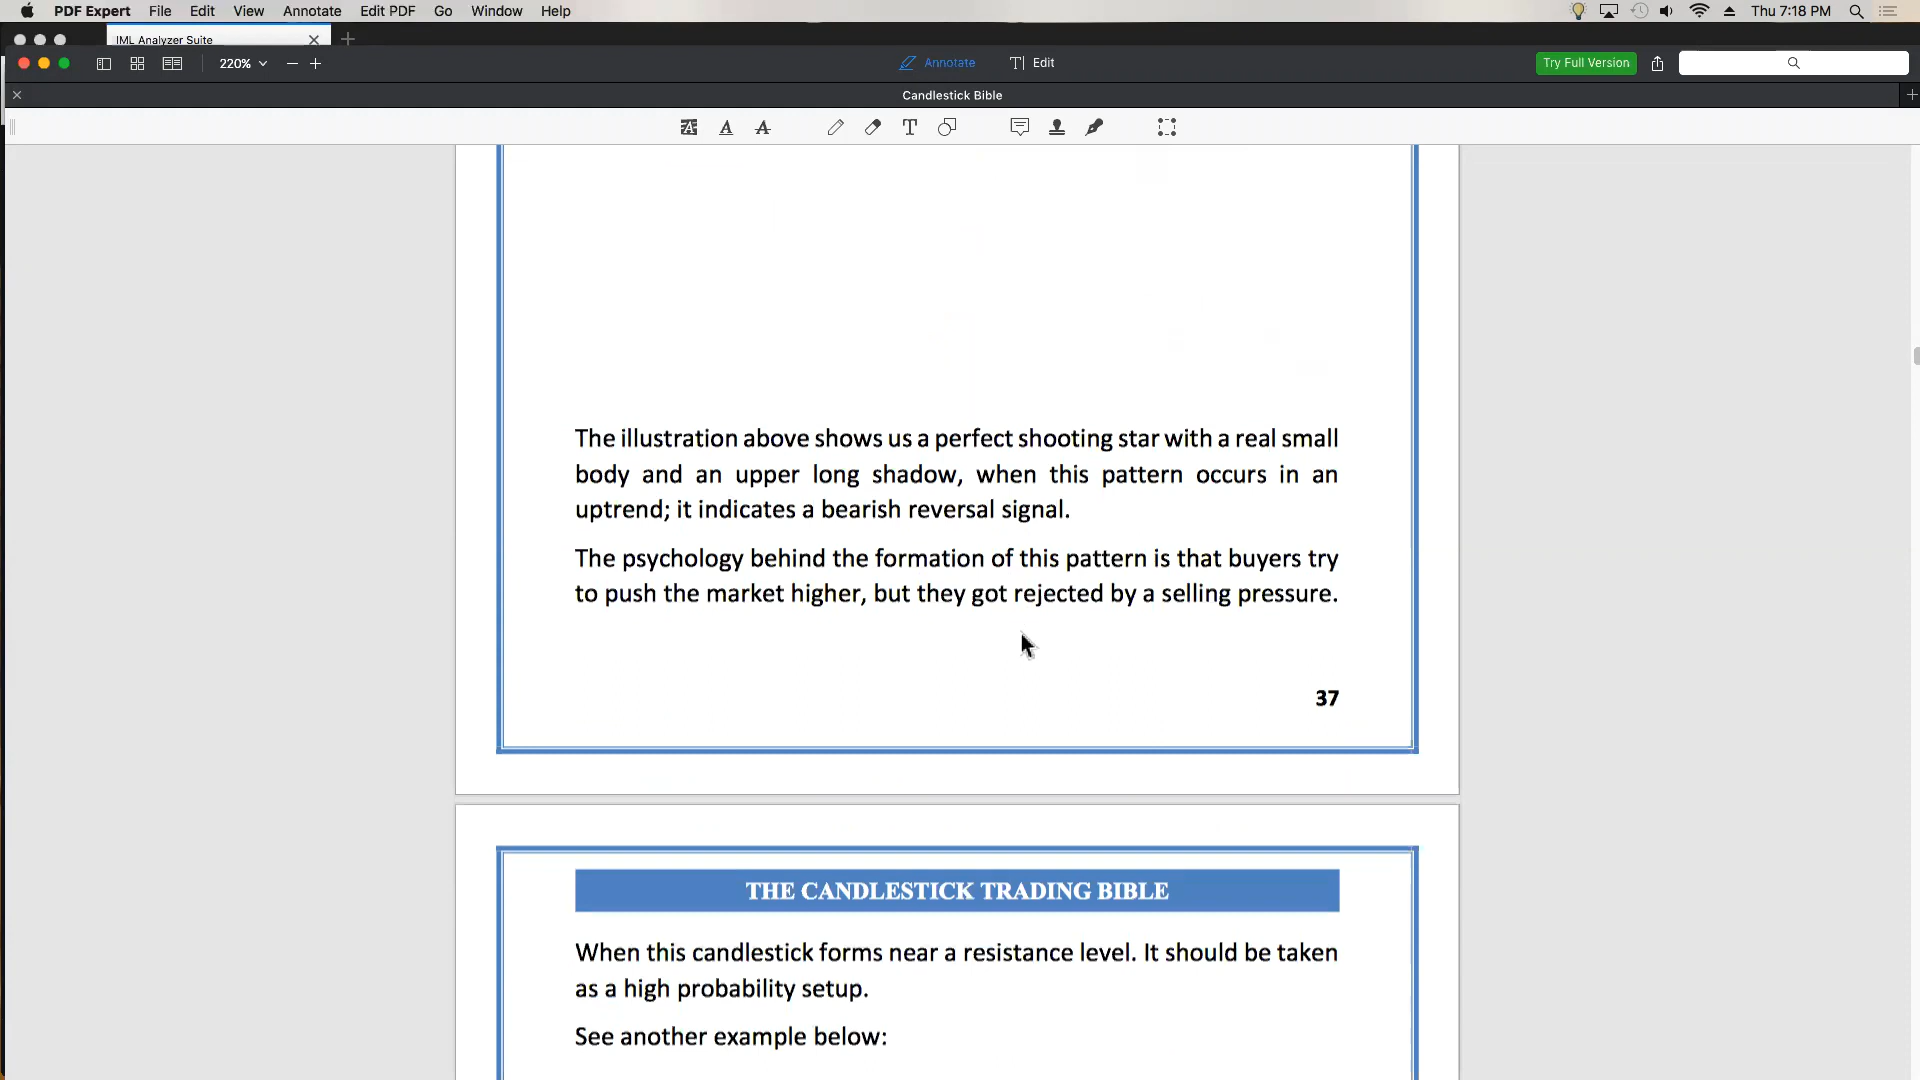 PDF Expert File Edit View Annotate Edit PDF Go Window Help Thu 7:18 PM
IML Analyzer Suite
220% Annotate Edit Try Full Version
Candlestick Bible
The illustration above shows us a perfect shooting star with a real small
body and an upper long shadow, when this pattern occurs in an
uptrend; it indicates a bearish reversal signal.
The psychology behind the formation of this pattern is that buyers try
to push the market higher, but they got rejected by a selling pressure.
37
THE CANDLESTICK TRADING BIBLE
When this candlestick forms near a resistance level. It should be taken
as a high probability setup.
See another example below: